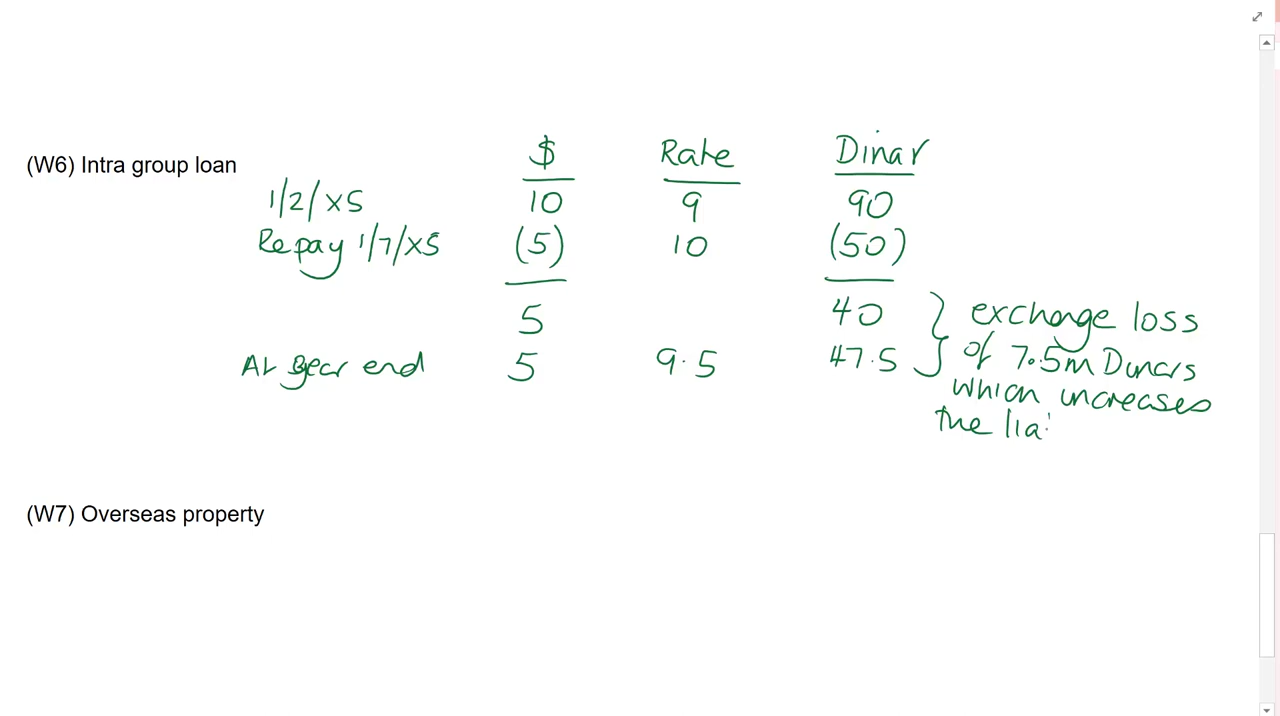 $ Rate Dinar
(W6) Intra group loan
1/2/X5 10 9 90
Repay 1/7/X5 (5) 10 (50)
5 40 exchange loss
At year end 5 9.5 47.5 of 7.5m Dinars
which increases
the lia
(W7) Overseas property